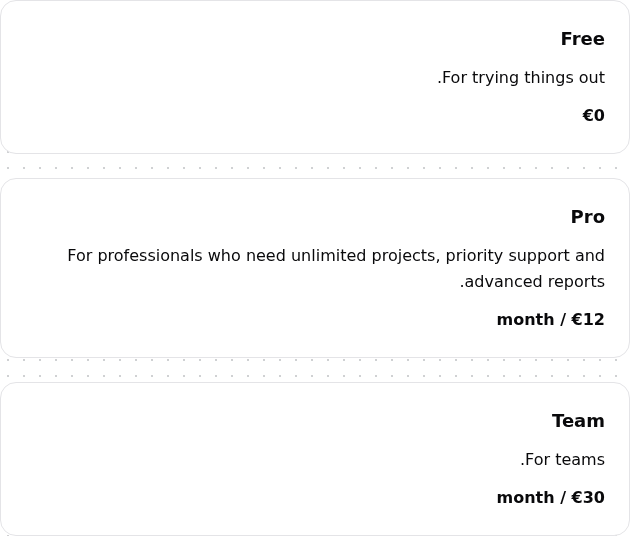 Free
.For trying things out
€0
Pro
For professionals who need unlimited projects, priority support and
.advanced reports
month / €12
Team
.For teams
month / €30